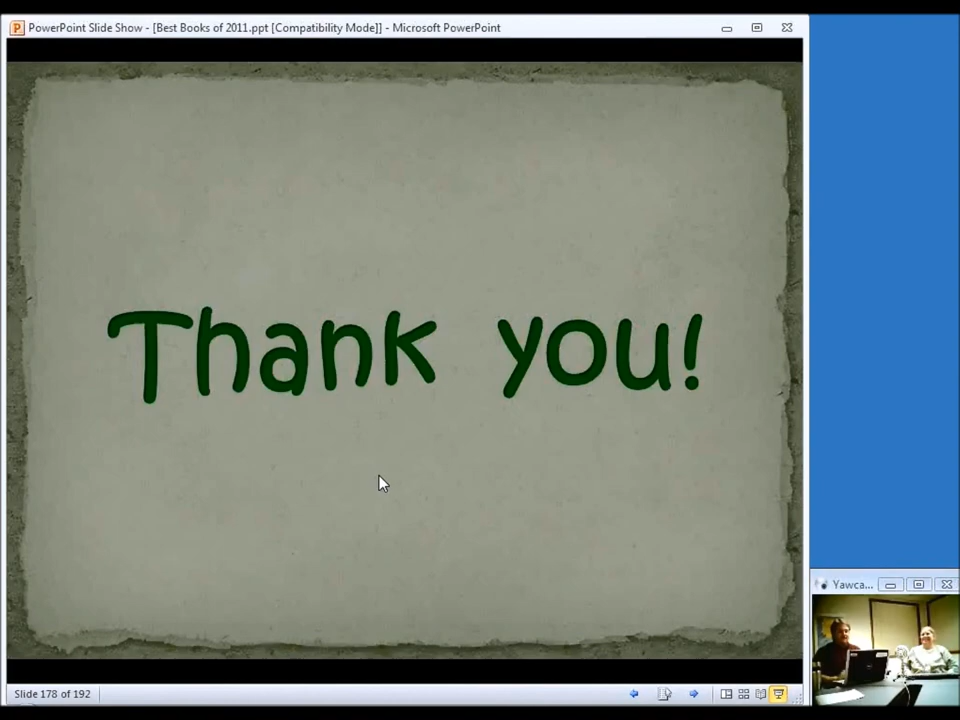 PowerPoint Slide Show - [Best Books of 2011.ppt [Compatibility Mode]] - Microsoft PowerPoint
Thank you!
Yawca...
Slide 178 of 192